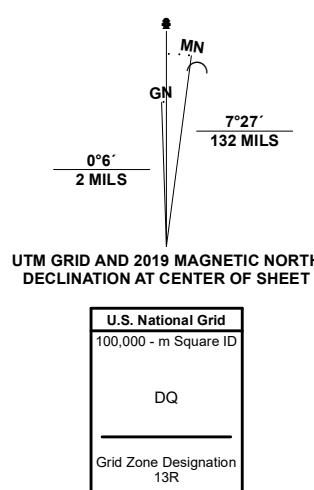 MN
GN
7°27´
132 MILS
0°6´
2 MILS
UTM GRID AND 2019 MAGNETIC NORTH
DECLINATION AT CENTER OF SHEET
U.S. National Grid
100,000 - m Square ID
DQ
Grid Zone Designation
13R